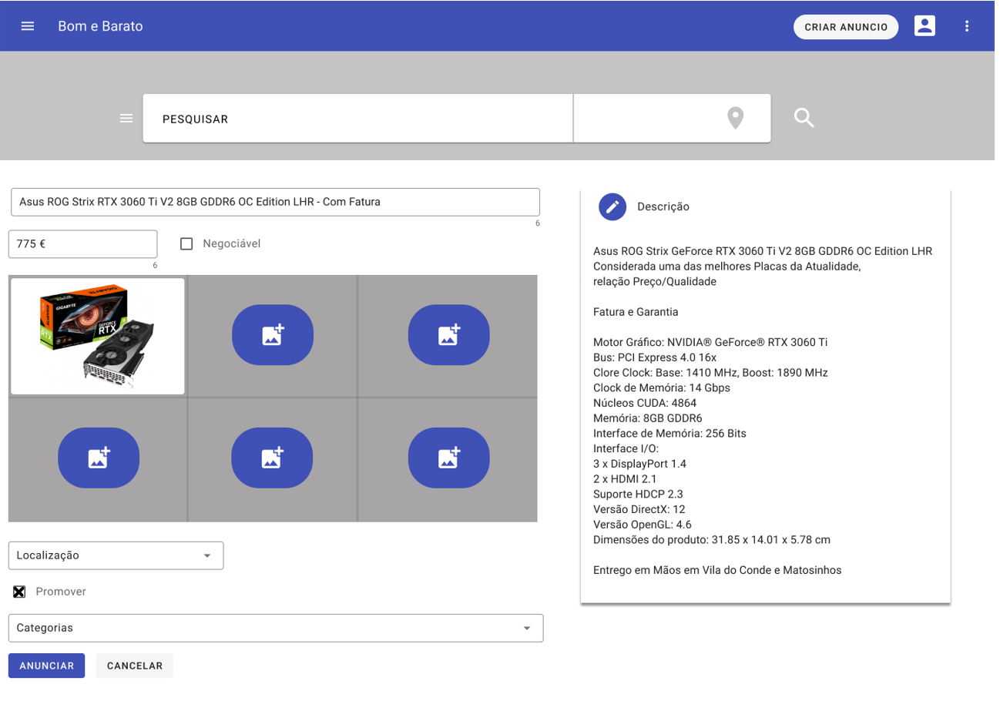 Bom e Barato
CRIAR ANUNCIO
PESQUISAR
Asus ROG Strix RTX 3060 Ti V2 8GB GDDR6 OC Edition LHR - Com Fatura
6
775 €
6
Negociável
GIGABYTE
GIGABYTE
GIGABYTE
GEFORCE
RTX
RTX
Localização
Promover
Categorias
ANUNCIAR
CANCELAR
Descrição
Asus ROG Strix GeForce RTX 3060 Ti V2 8GB GDDR6 OC Edition LHR
Considerada uma das melhores Placas da Atualidade,
relação Preço/Qualidade
Fatura e Garantia
Motor Gráfico: NVIDIA® GeForce® RTX 3060 Ti
Bus: PCI Express 4.0 16x
Clore Clock: Base: 1410 MHz, Boost: 1890 MHz
Clock de Memória: 14 Gbps
Núcleos CUDA: 4864
Memória: 8GB GDDR6
Interface de Memória: 256 Bits
Interface I/O:
3 x DisplayPort 1.4
2 x HDMI 2.1
Suporte HDCP 2.3
Versão DirectX: 12
Versão OpenGL: 4.6
Dimensões do produto: 31.85 x 14.01 x 5.78 cm
Entrego em Mãos em Vila do Conde e Matosinhos